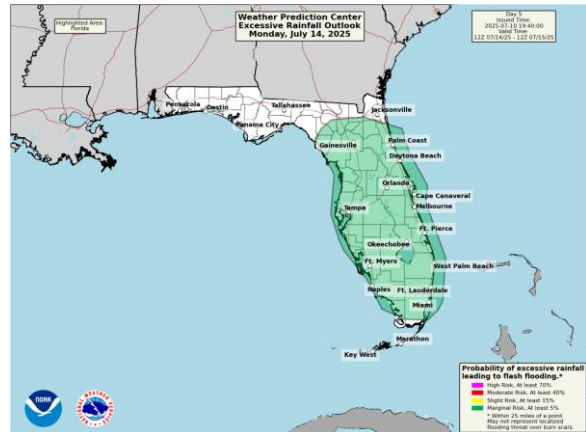 Highlighted Area
Florida
Weather Prediction Center
Excessive Rainfall Outlook
Monday, July 14, 2025
Day 5
Issued Time:
2025-07-10 19:40:00
Valid Time:
12Z 07/14/25 - 12Z 07/15/25
Pensacola
Destin
Tallahassee
Panama City
Jacksonville
Gainesville
Palm Coast
Daytona Beach
Orlando
Cape Canaveral
Melbourne
Tampa
Ft. Pierce
Okeechobee
Ft. Myers
West Palm Beach
Naples
Ft. Lauderdale
Miami
Marathon
Key West
Probability of excessive rainfall
leading to flash flooding.*
High Risk, At least 70%
Moderate Risk, At least 40%
Slight Risk, At least 15%
Marginal Risk, At least 5%
* Within 25 miles of a point.
May not represent localized
flooding threat over burn scars.
NOAA